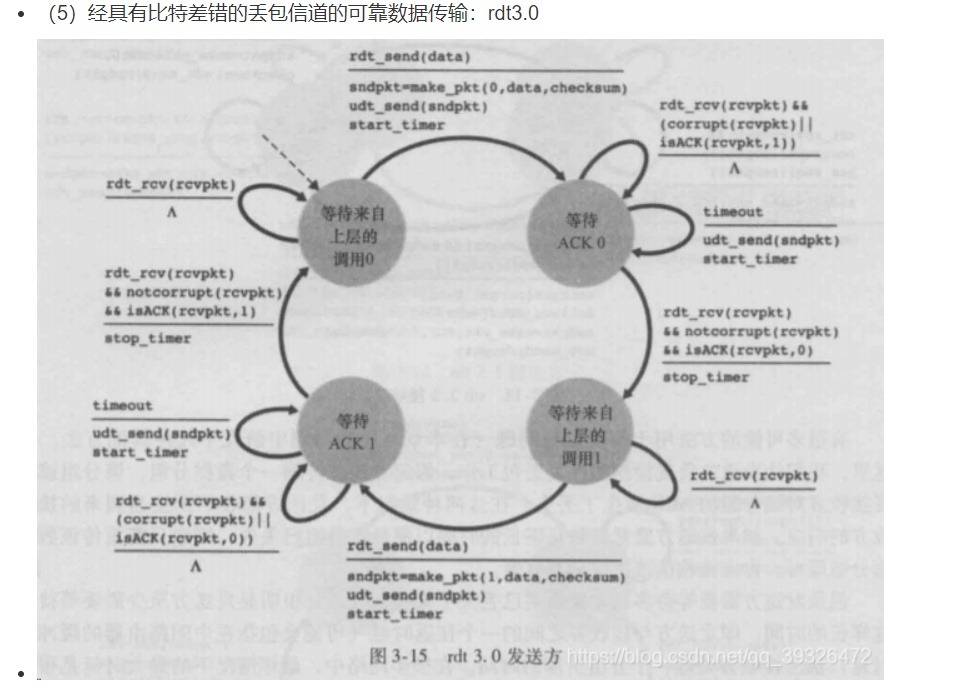 （5）经具有比特差错的丢包信道的可靠数据传输：rdt3.0
rdt_send(data)
sndpkt=make_pkt(0,data,checksum)
udt_send(sndpkt)
start_timer
rdt_rcv(rcvpkt) &&
(corrupt(rcvpkt)||
isACK(rcvpkt,1))
Λ
rdt_rcv(rcvpkt)
Λ
等待来自
上层的
调用0
等待
ACK 0
timeout
udt_send(sndpkt)
start_timer
rdt_rcv(rcvpkt)
&& notcorrupt(rcvpkt)
&& isACK(rcvpkt,1)
stop_timer
rdt_rcv(rcvpkt)
&& notcorrupt(rcvpkt)
&& isACK(rcvpkt,0)
stop_timer
timeout
udt_send(sndpkt)
start_timer
等待
ACK 1
等待来自
上层的
调用1
rdt_rcv(rcvpkt)
Λ
rdt_rcv(rcvpkt) &&
(corrupt(rcvpkt)||
isACK(rcvpkt,0))
Λ
rdt_send(data)
sndpkt=make_pkt(1,data,checksum)
udt_send(sndpkt)
start_timer
图 3-15 rdt 3.0 发送方
https://blog.csdn.net/qq_39326472